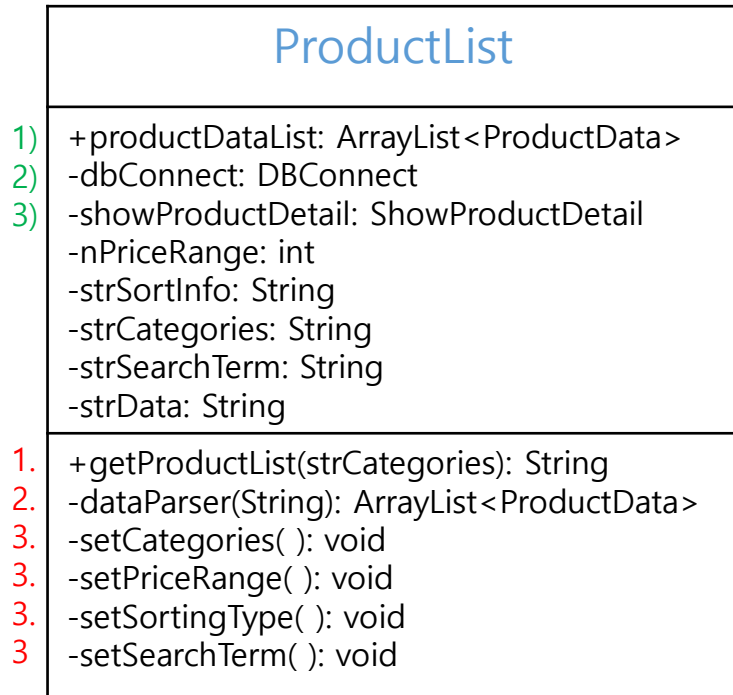 ProductList
1) +productDataList: ArrayList<ProductData>
2) -dbConnect: DBConnect
3) -showProductDetail: ShowProductDetail
-nPriceRange: int
-strSortInfo: String
-strCategories: String
-strSearchTerm: String
-strData: String
1. +getProductList(strCategories): String
2. -dataParser(String): ArrayList<ProductData>
3. -setCategories( ): void
3. -setPriceRange( ): void
3. -setSortingType( ): void
3 -setSearchTerm( ): void